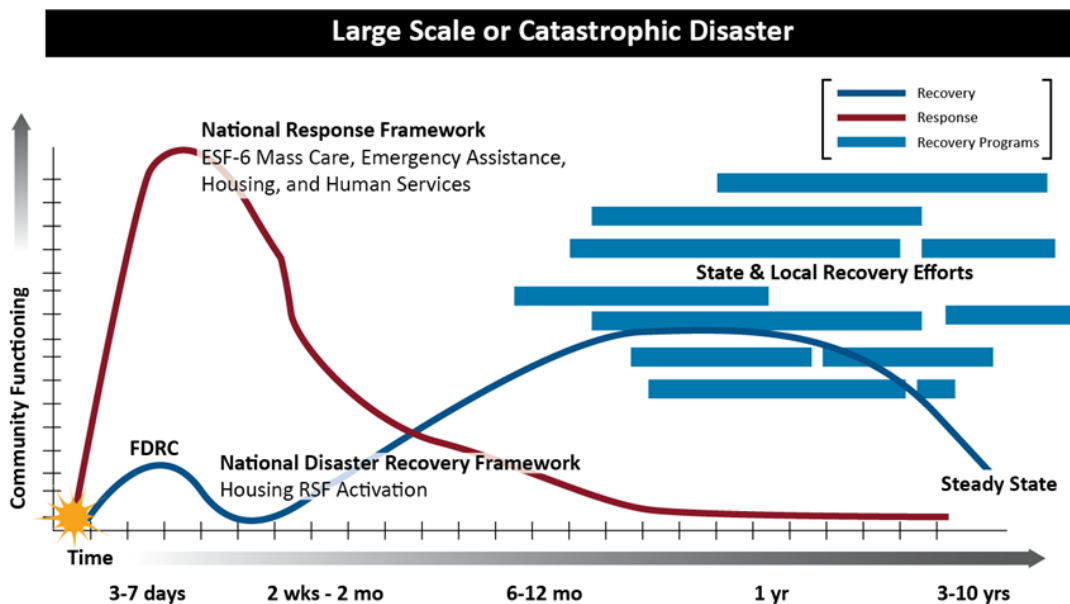 Large Scale or Catastrophic Disaster
Recovery
Response
Recovery Programs
National Response Framework
ESF-6 Mass Care, Emergency Assistance,
Housing, and Human Services
State & Local Recovery Efforts
Community Functioning
FDRC
National Disaster Recovery Framework
Housing RSF Activation
Steady State
Time
3-7 days
2 wks - 2 mo
6-12 mo
1 yr
3-10 yrs